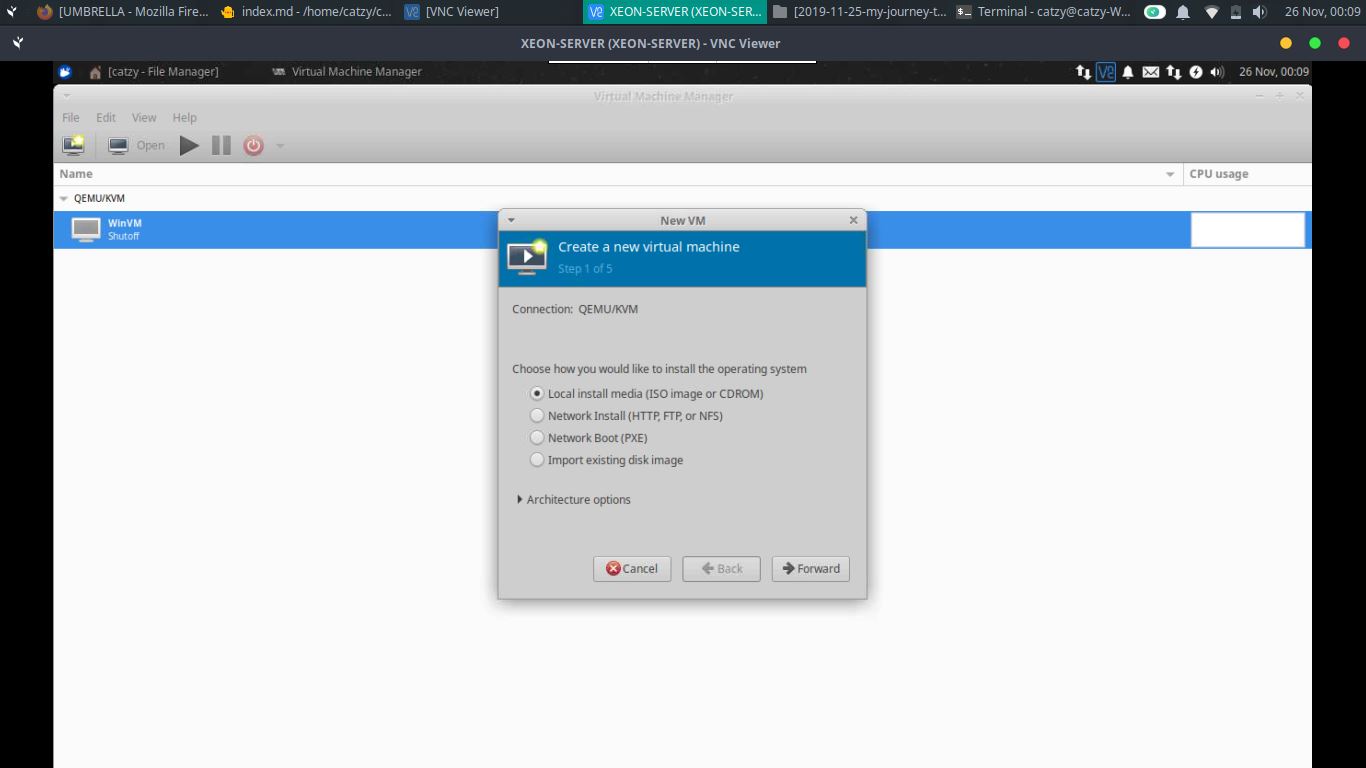 [UMBRELLA - Mozilla Fire...
index.md - /home/catzy/c...
[VNC Viewer]
XEON-SERVER (XEON-SER...
[2019-11-25-my-journey-t...
Terminal - catzy@catzy-W...
26 Nov, 00:09
XEON-SERVER (XEON-SERVER) - VNC Viewer
[catzy - File Manager]
Virtual Machine Manager
26 Nov, 00:09
Virtual Machine Manager
File Edit View Help
Open
Name
CPU usage
QEMU/KVM
WinVM
Shutoff
New VM
Create a new virtual machine
Step 1 of 5
Connection: QEMU/KVM
Choose how you would like to install the operating system
Local install media (ISO image or CDROM)
Network Install (HTTP, FTP, or NFS)
Network Boot (PXE)
Import existing disk image
Architecture options
Cancel
Back
Forward